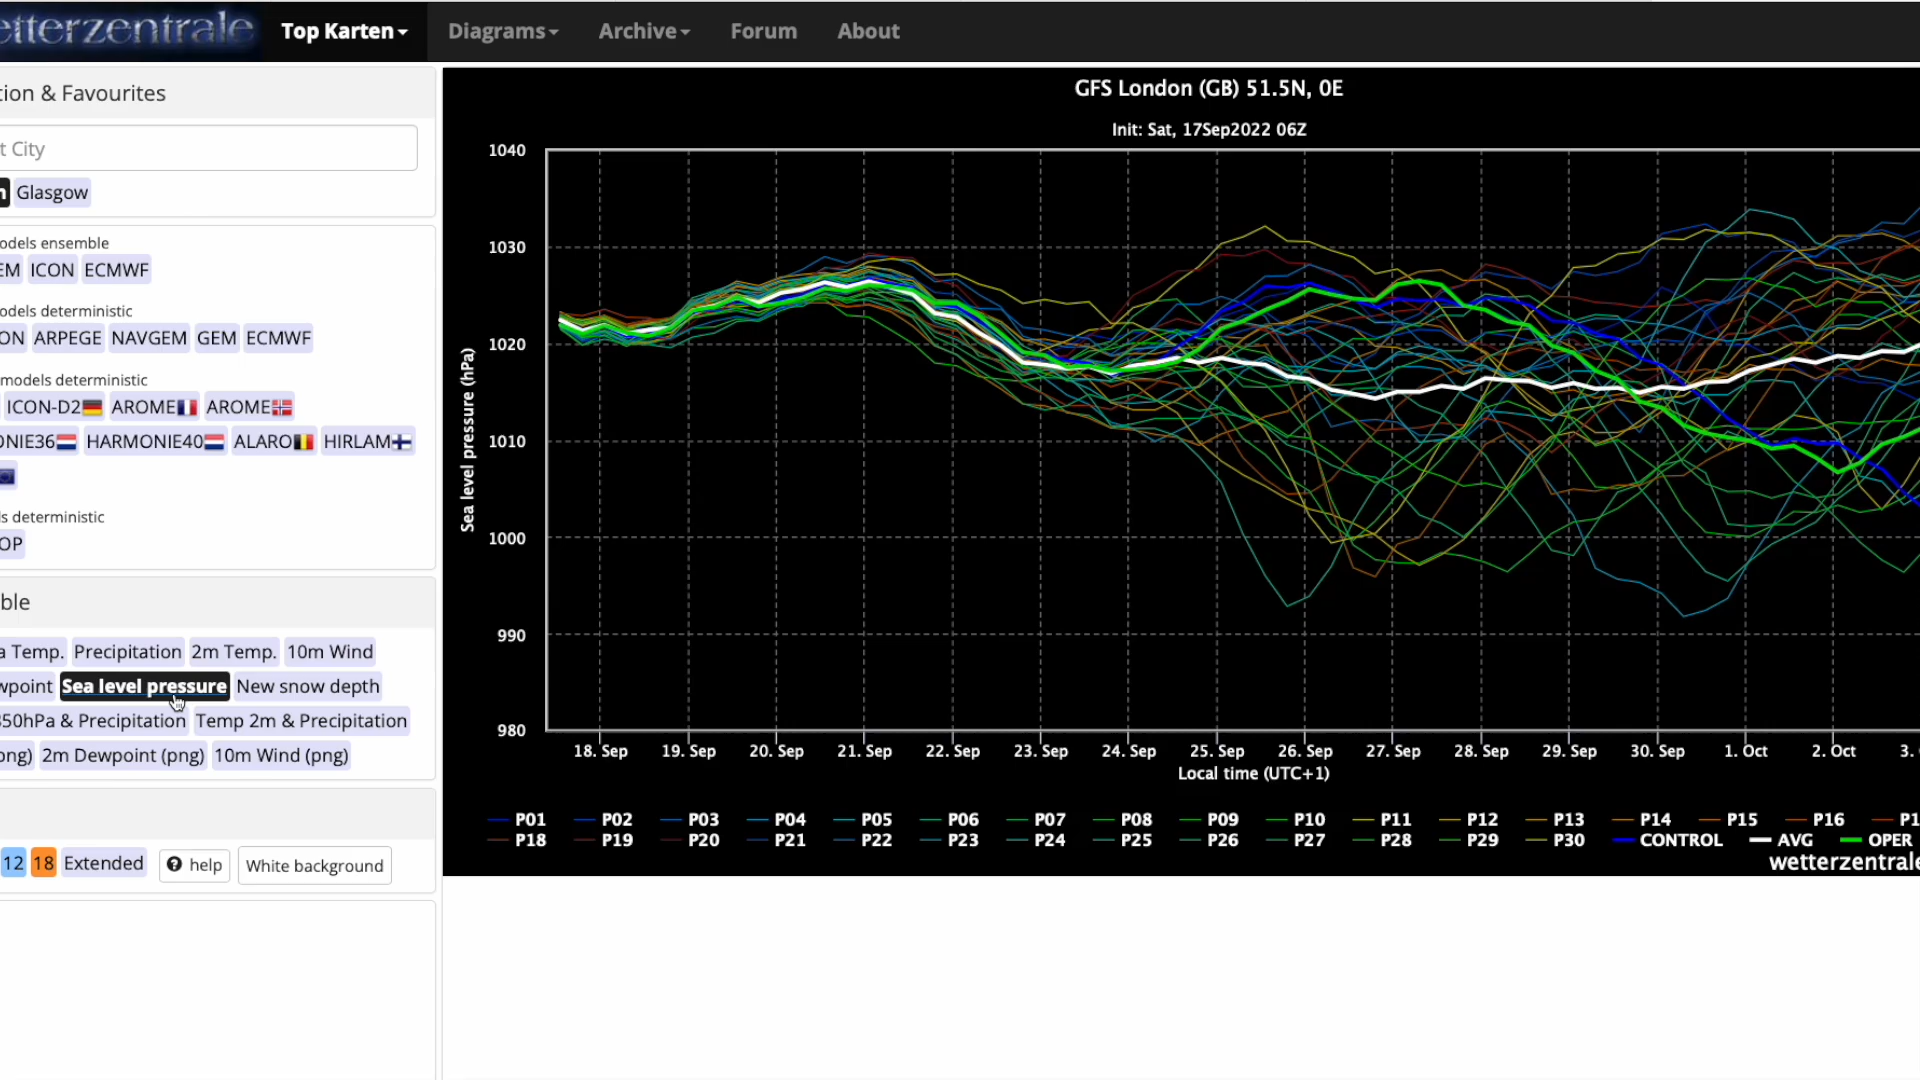 etterzentrale Top Karten Diagrams Archive Forum About
tion & Favourites
t City
n Glasgow
odels ensemble
EM ICON ECMWF
odels deterministic
ON ARPEGE NAVGEM GEM ECMWF
models deterministic
ICON-D2 AROME AROME
ONIE36 HARMONIE40 ALARO HIRLAM
ls deterministic
OP
ble
a Temp. Precipitation 2m Temp. 10m Wind
wpoint Sea level pressure New snow depth
850hPa & Precipitation Temp 2m & Precipitation
png) 2m Dewpoint (png) 10m Wind (png)
12 18 Extended help White background
GFS London (GB) 51.5N, 0E
Init: Sat, 17Sep2022 06Z
1040
1030
1020
1010
1000
990
980
Sea level pressure (hPa)
18. Sep 19. Sep 20. Sep 21. Sep 22. Sep 23. Sep 24. Sep 25. Sep 26. Sep 27. Sep 28. Sep 29. Sep 30. Sep 1. Oct 2. Oct 3.
Local time (UTC+1)
P01 P02 P03 P04 P05 P06 P07 P08 P09 P10 P11 P12 P13 P14 P15 P16 P1
P18 P19 P20 P21 P22 P23 P24 P25 P26 P27 P28 P29 P30 CONTROL AVG OPER
wetterzentrale